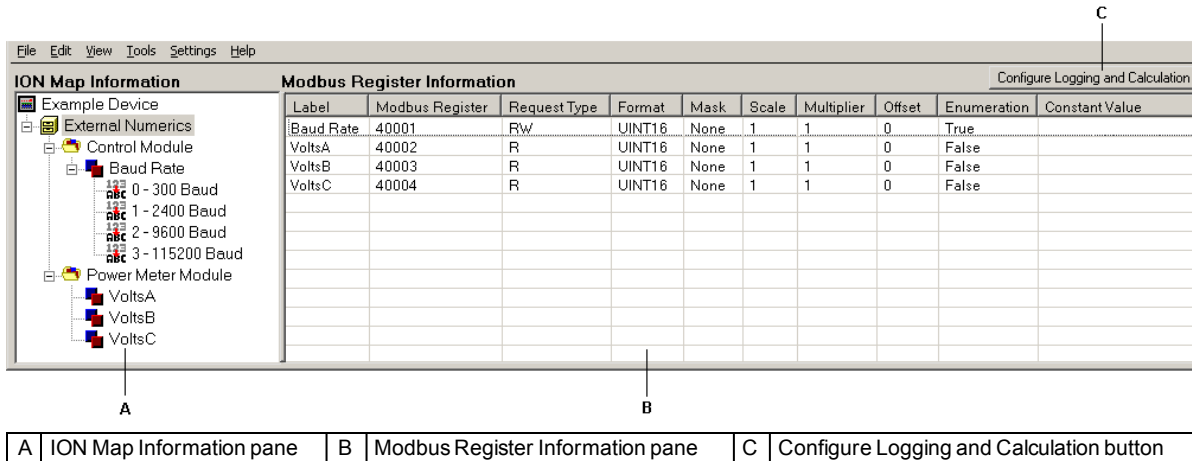 C
File Edit View Tools Settings Help
ION Map Information Modbus Register Information Configure Logging and Calculation
Example Device
External Numerics
Control Module
Baud Rate
0 - 300 Baud
1 - 2400 Baud
2 - 9600 Baud
3 - 115200 Baud
Power Meter Module
VoltsA
VoltsB
VoltsC
Label Modbus Register Request Type Format Mask Scale Multiplier Offset Enumeration Constant Value
Baud Rate 40001 RW UINT16 None 1 1 0 True
VoltsA 40002 R UINT16 None 1 1 0 False
VoltsB 40003 R UINT16 None 1 1 0 False
VoltsC 40004 R UINT16 None 1 1 0 False
A B
A ION Map Information pane B Modbus Register Information pane C Configure Logging and Calculation button